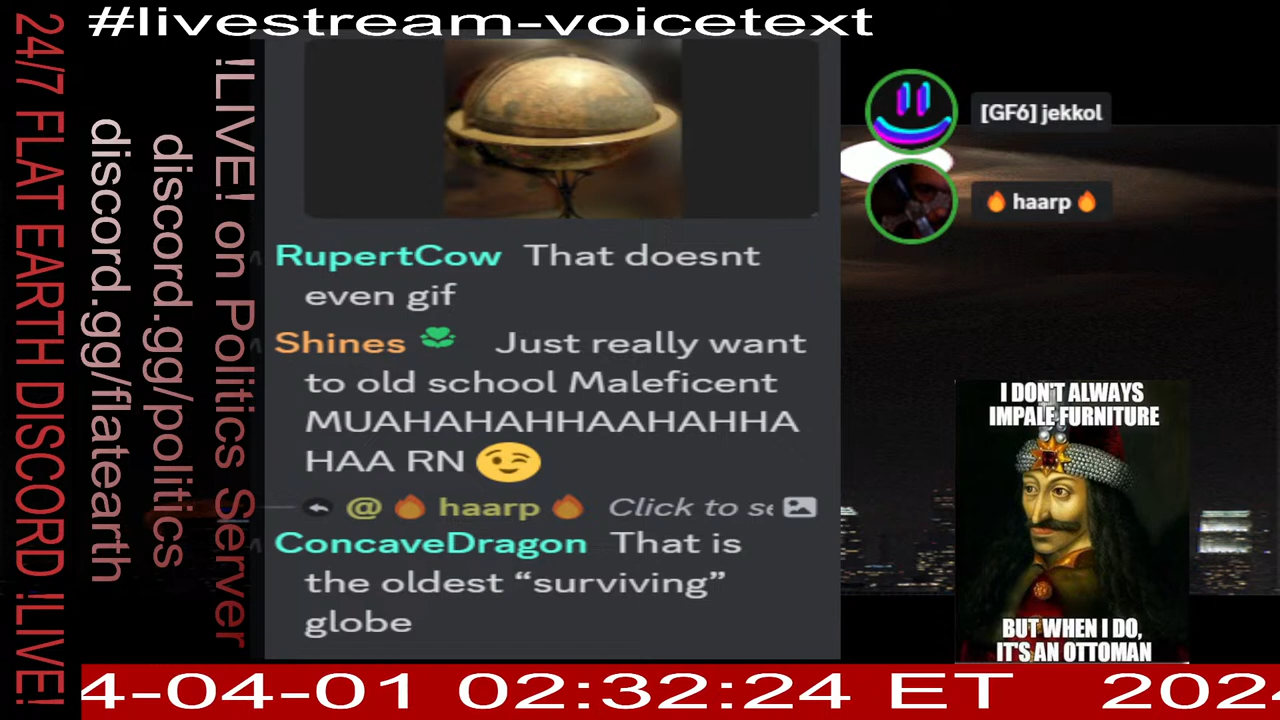 #livestream-voicetext
24/7 FLAT EARTH DISCORD !LIVE!
discord.gg/flatearth
discord.gg/politics
!LIVE! on Politics Server
[GF6] jekkol
🔥 haarp 🔥
RupertCow That doesnt
even gif
Shines Just really want
to old school Maleficent
MUAHAHAHHAAHAHHA
HAA RN 😉
@ 🔥 haarp 🔥 Click to se
ConcaveDragon That is
the oldest “surviving”
globe
I DON'T ALWAYS
IMPALE FURNITURE
BUT WHEN I DO,
IT'S AN OTTOMAN
4-04-01 02:32:24 ET 202